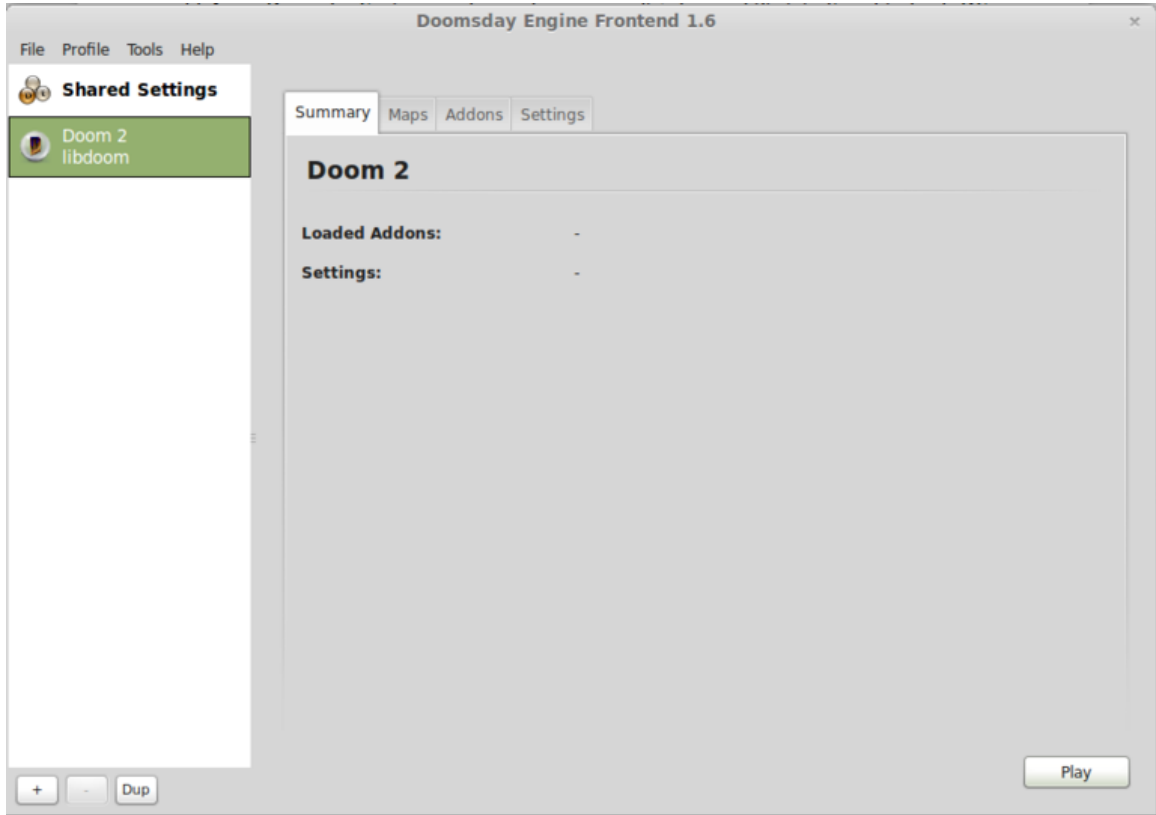 Doomsday Engine Frontend 1.6
File Profile Tools Help
Shared Settings
Doom 2
libdoom
Summary Maps Addons Settings
Doom 2
Loaded Addons: -
Settings: -
Play
+ - Dup